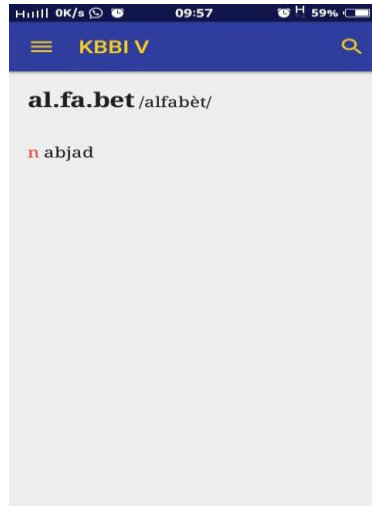 H 0K/s 09:57 H 59%
KBBI V
al.fa.bet /alfabèt/
n abjad